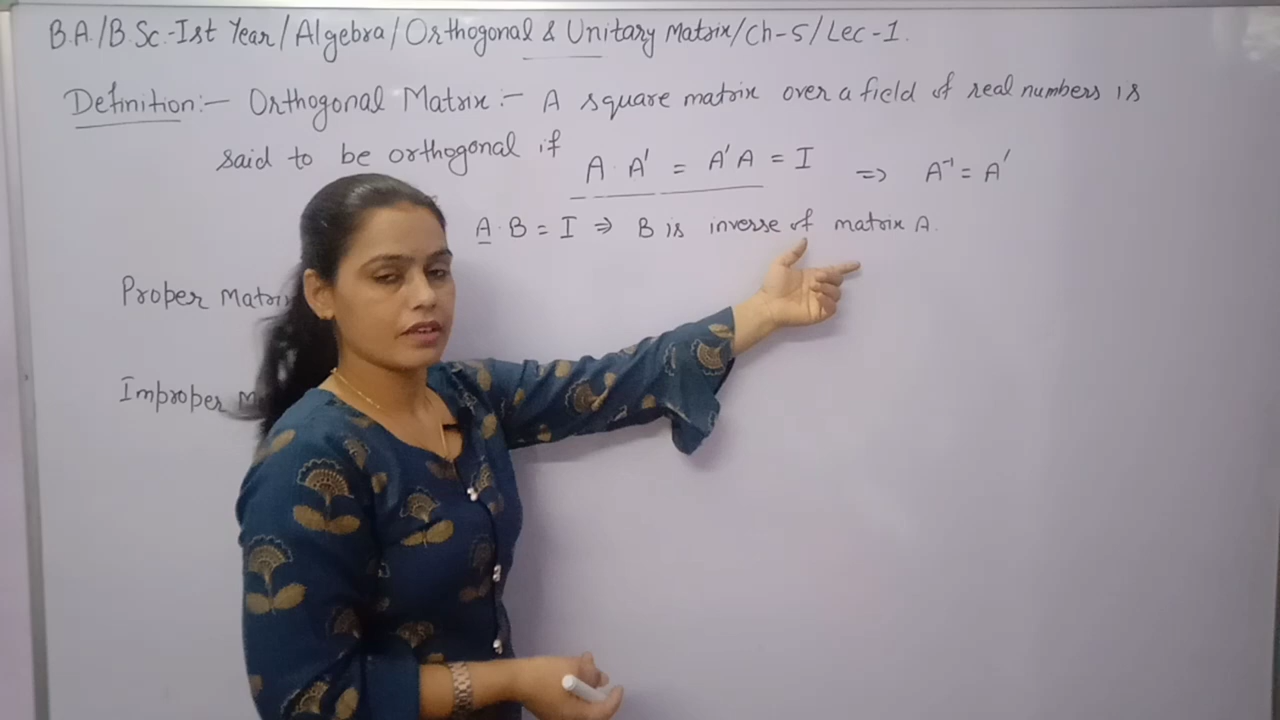 B.A./B.Sc.-Ist Year/Algebra/Orthogonal & Unitary Matrix/Ch-5/Lec-1.
Definition:- Orthogonal Matrix:- A square matrix over a field of real numbers is
said to be orthogonal if A · A' = A'A = I => A⁻¹ = A'
A · B = I => B is inverse of matrix A.
Proper Matrix
Improper